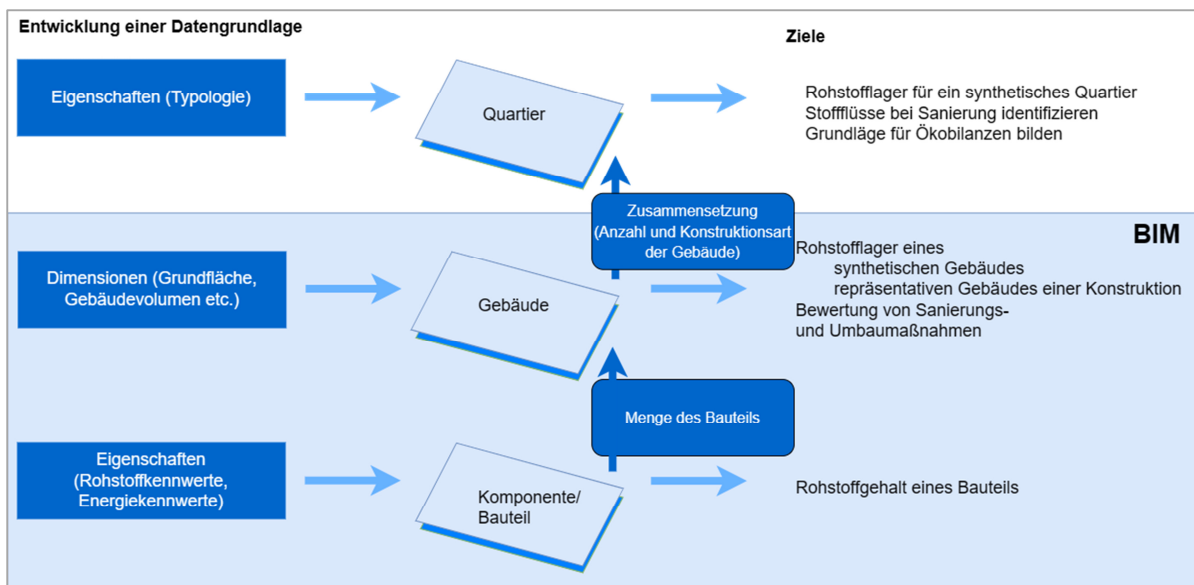 Entwicklung einer Datengrundlage
Ziele
Eigenschaften (Typologie)
Quartier
Rohstofflager für ein synthetisches Quartier
Stoffflüsse bei Sanierung identifizieren
Grundläge für Ökobilanzen bilden
Zusammensetzung
(Anzahl und Konstruktionsart
der Gebäude)
BIM
Dimensionen (Grundfläche,
Gebäudevolumen etc.)
Gebäude
Rohstofflager eines
synthetischen Gebäudes
repräsentativen Gebäudes einer Konstruktion
Bewertung von Sanierungs-
und Umbaumaßnahmen
Menge des Bauteils
Eigenschaften
(Rohstoffkennwerte,
Energiekennwerte)
Komponente/
Bauteil
Rohstoffgehalt eines Bauteils